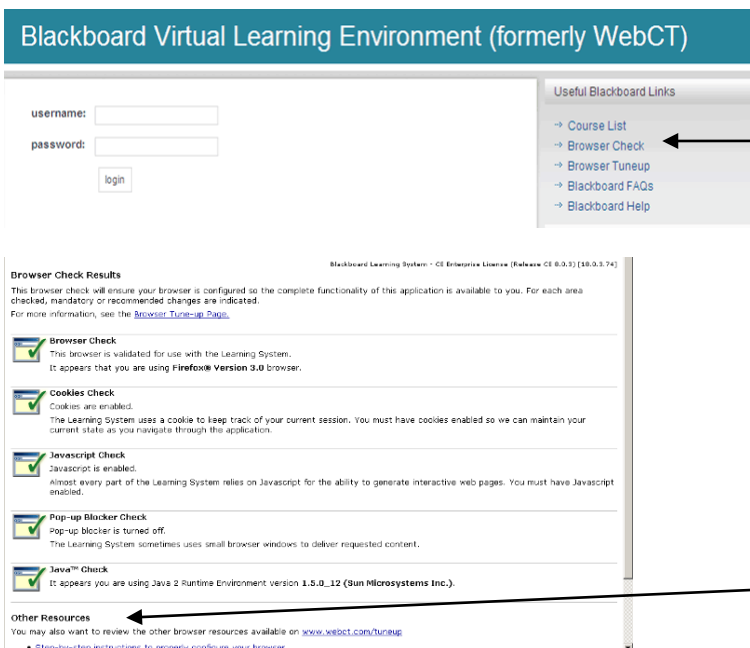 Blackboard Virtual Learning Environment (formerly WebCT)
Useful Blackboard Links
username:
password:
login
Course List
Browser Check
Browser Tuneup
Blackboard FAQs
Blackboard Help
Blackboard Learning System - CE Enterprise License (Release CE 8.0.3) [18.0.3.74]
Browser Check Results
This browser check will ensure your browser is configured so the complete functionality of this application is available to you. For each area
checked, mandatory or recommended changes are indicated.
For more information, see the Browser Tune-up Page.
Browser Check
This browser is validated for use with the Learning System.
It appears that you are using Firefox® Version 3.0 browser.
Cookies Check
Cookies are enabled.
The Learning System uses a cookie to keep track of your current session. You must have cookies enabled so we can maintain your
current state as you navigate through the application.
Javascript Check
Javascript is enabled.
Almost every part of the Learning System relies on Javascript for the ability to generate interactive web pages. You must have Javascript
enabled.
Pop-up Blocker Check
Pop-up blocker is turned off.
The Learning System sometimes uses small browser windows to deliver requested content.
Java™ Check
It appears you are using Java 2 Runtime Environment version 1.5.0_12 (Sun Microsystems Inc.).
Other Resources
You may also want to review the other browser resources available on www.webct.com/tuneup
Step-by-step instructions to properly configure your browser